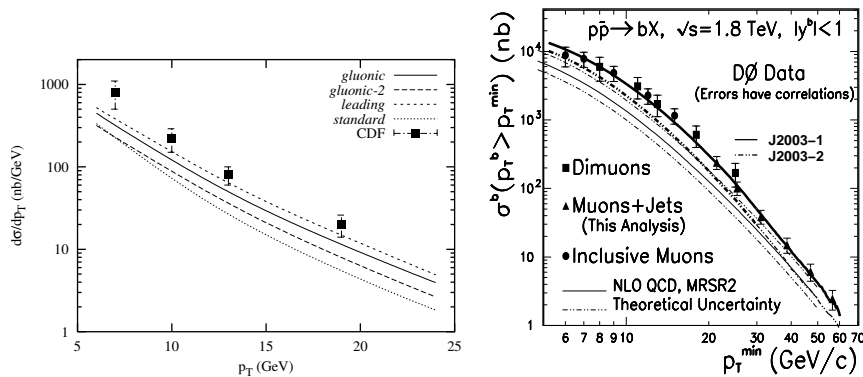 1000
100
10
1
5
10
15
20
25
dσ/dp_T (nb/GeV)
p_T (GeV)
gluonic
gluonic-2
leading
standard
CDF
pp̄→bX, √s=1.8 TeV, |y^b|<1
σ^b(p_T^b>p_T^min) (nb)
10^4
10^3
10^2
10
1
DØ Data
(Errors have correlations)
J2003-1
J2003-2
Dimuons
Muons+Jets
(This Analysis)
Inclusive Muons
NLO QCD, MRSR2
Theoretical Uncertainty
6 7 8 9 10 20 30 40 50 60 70
p_T^min (GeV/c)